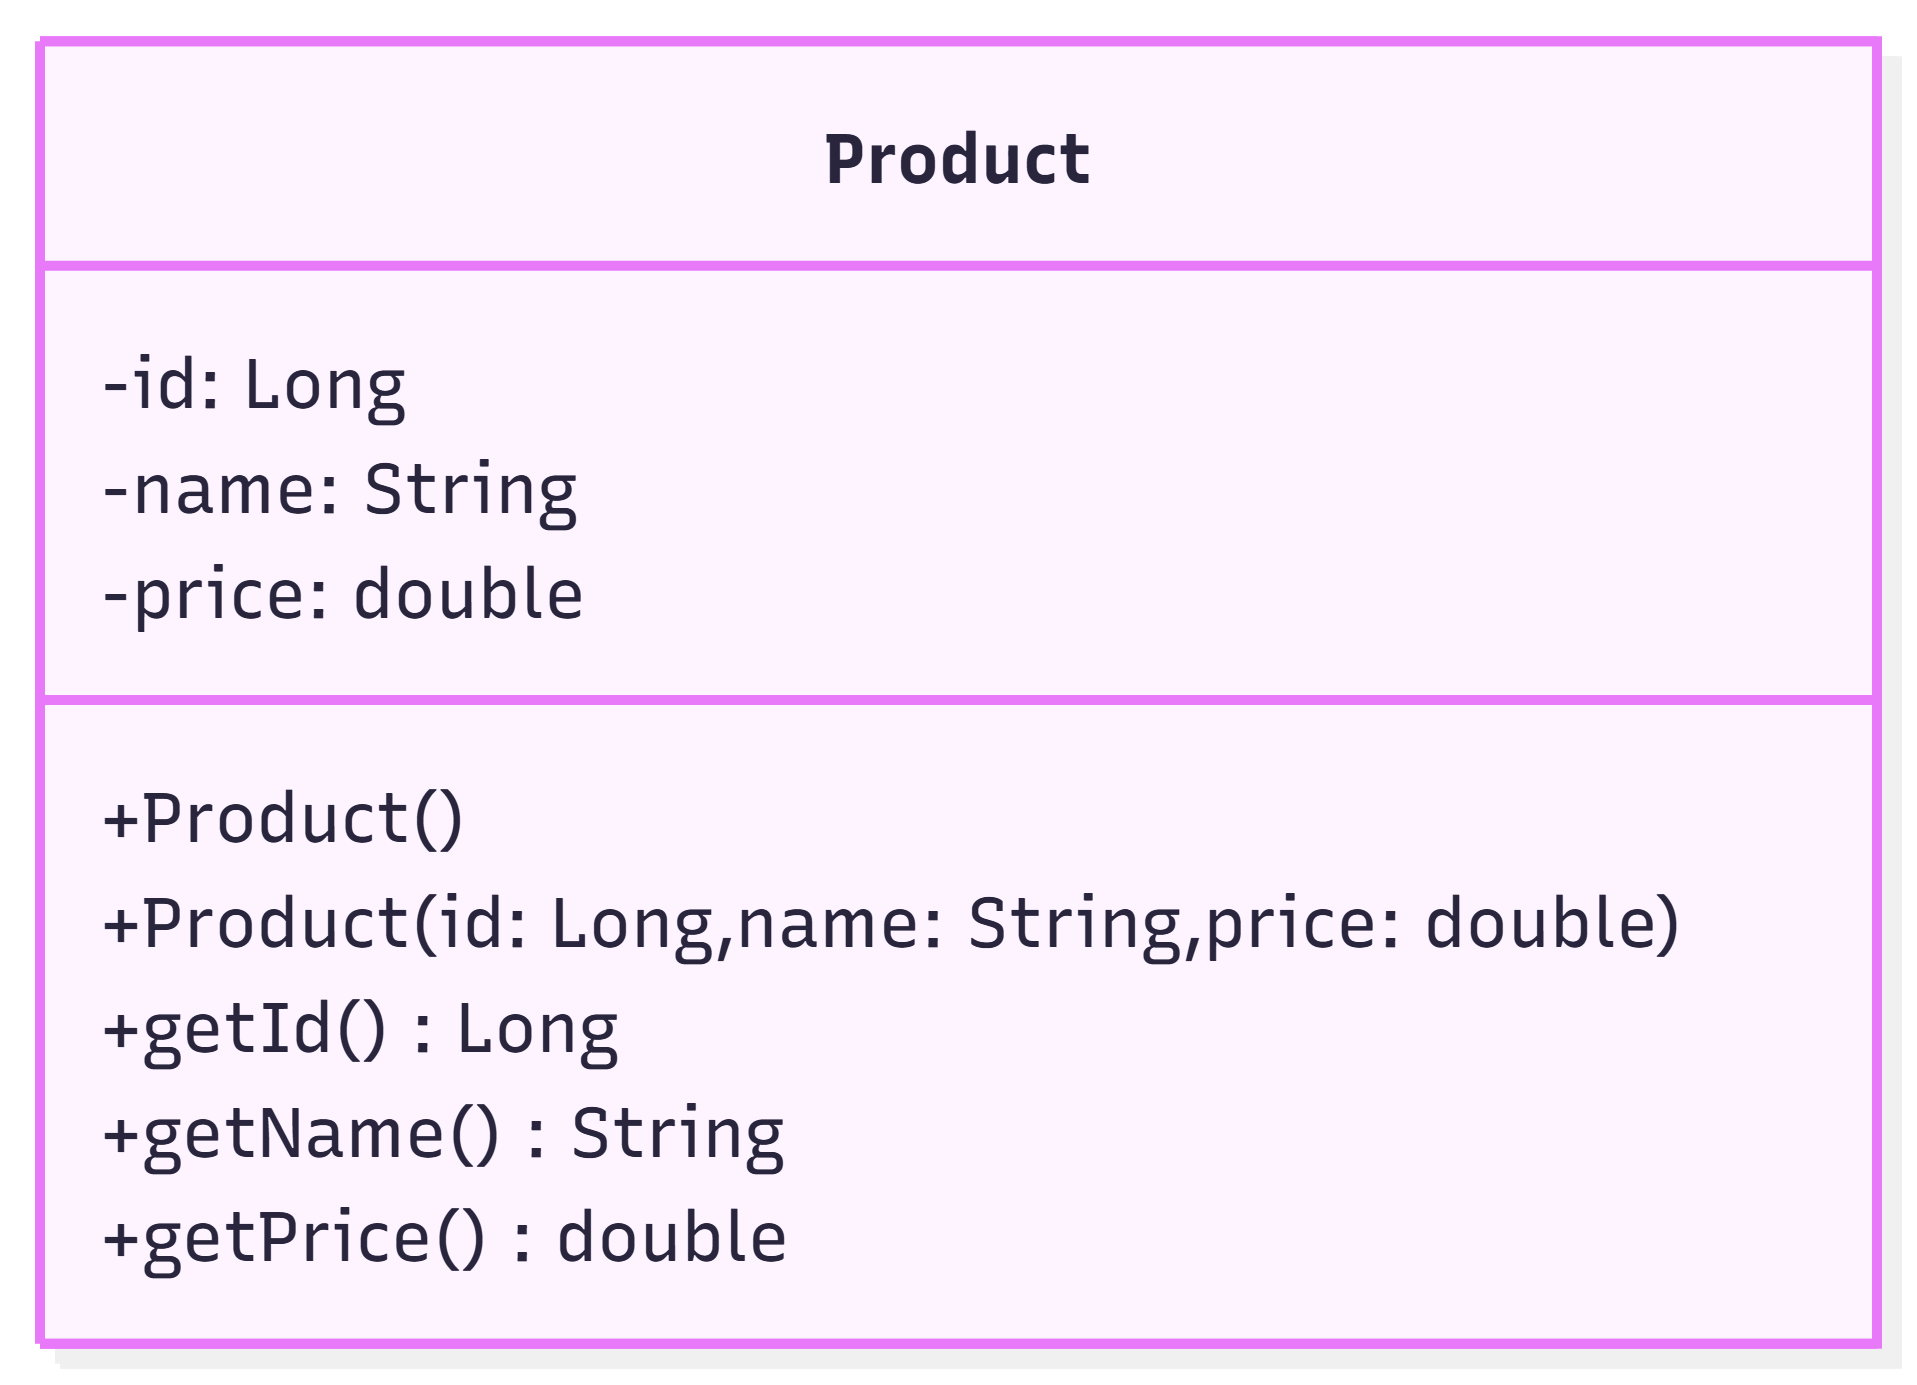 Product
-id: Long
-name: String
-price: double
+Product()
+Product(id: Long,name: String,price: double)
+getId() : Long
+getName() : String
+getPrice() : double